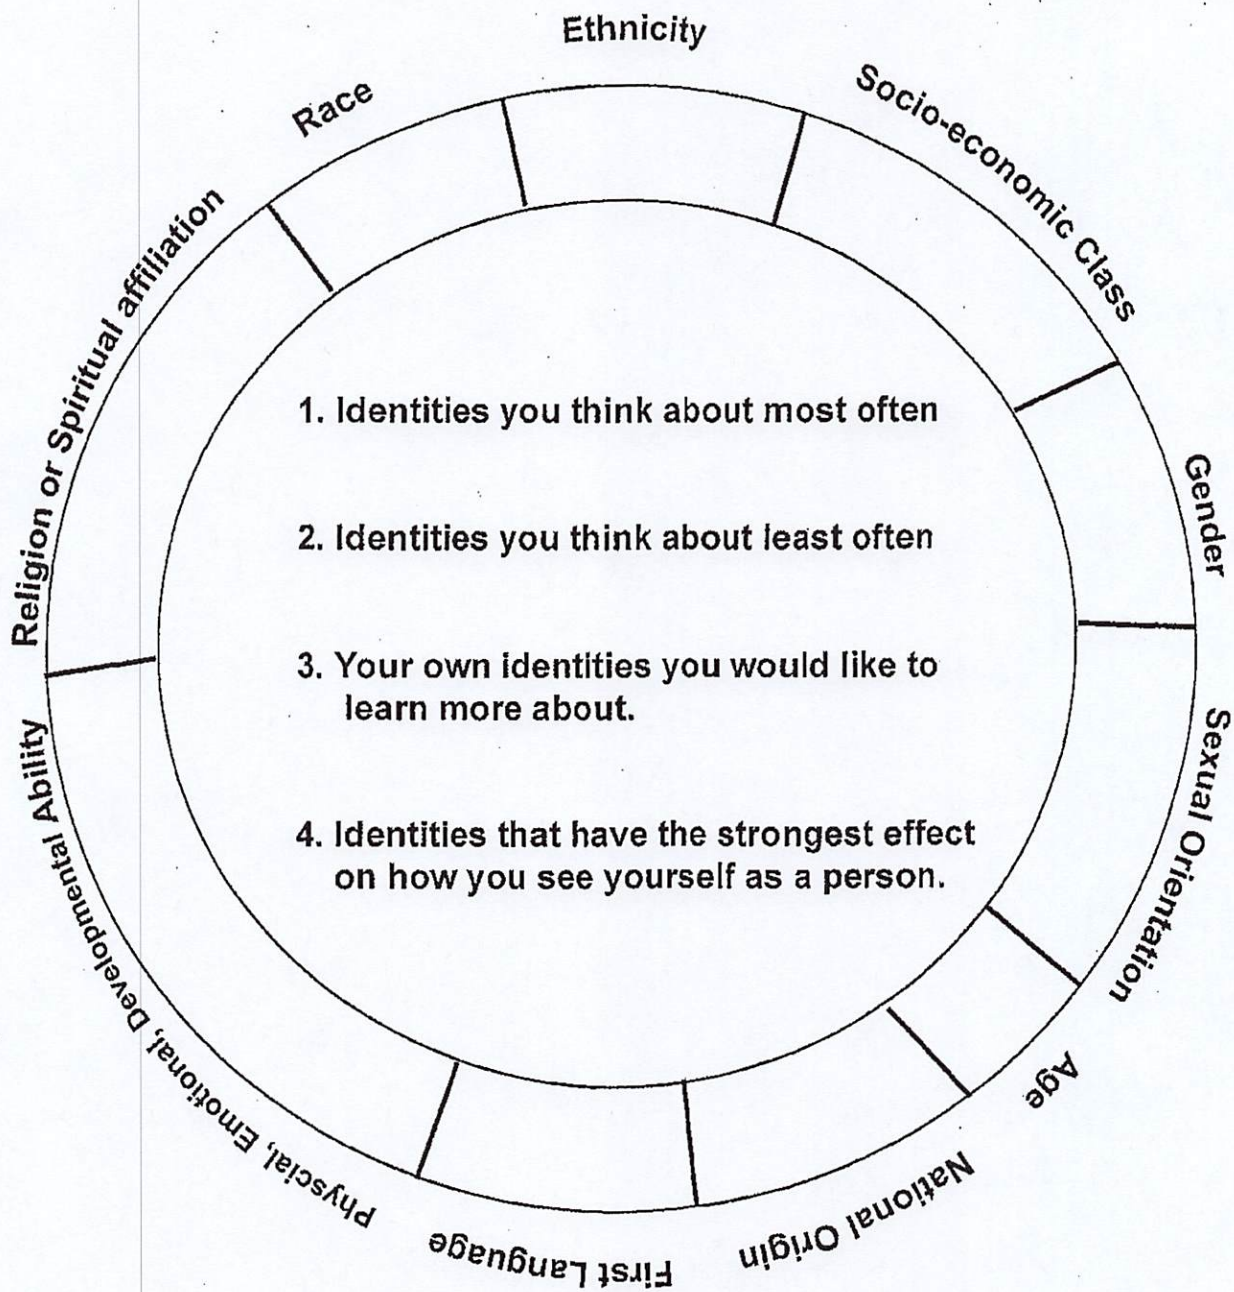 Ethnicity
Socio-economic Class
Gender
Sexual Orientation
Age
National Origin
First Language
Physcial, Emotional, Developmental Ability
Religion or Spiritual affiliation
Race
1. Identities you think about most often
2. Identities you think about least often
3. Your own identities you would like to
learn more about.
4. Identities that have the strongest effect
on how you see yourself as a person.